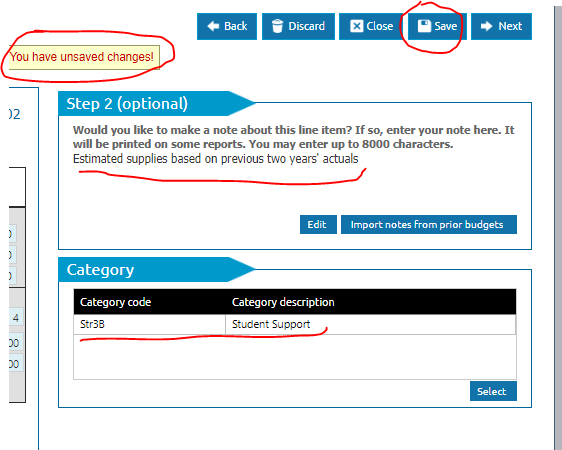 Back Discard Close Save Next
You have unsaved changes!
Step 2 (optional)
Would you like to make a note about this line item? If so, enter your note here. It
will be printed on some reports. You may enter up to 8000 characters.
Estimated supplies based on previous two years' actuals
Edit Import notes from prior budgets
Category
Category code Category description
Str3B Student Support
Select
02
4
00
00